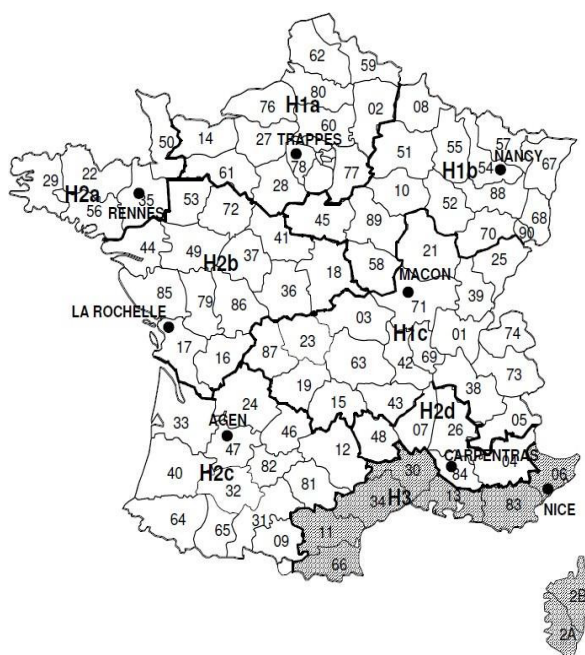 62 59
80
76 H1a 02 08
60
14 27 TRAPPES 51 55 57
50 78 H1b 54 NANCY 67
22 61 77 88
29 H2a 35 28 10 52 68
56 RENNES 53 72 45 89 70 90
44 49 41 21 25
H2b 37 18 58 MACON
85 79 86 36 71 39
LA ROCHELLE 03 H1c 01 74
17 16 87 23 42 69
63 38 73
19 15 43 H2d
24 07 26 05
33 AGEN 46 48 CARPENTRAS
47 12 30 84 04 06
40 H2c 82 81 34 H3 13 83 NICE
32
64 65 31 11
09
66
2B
2A